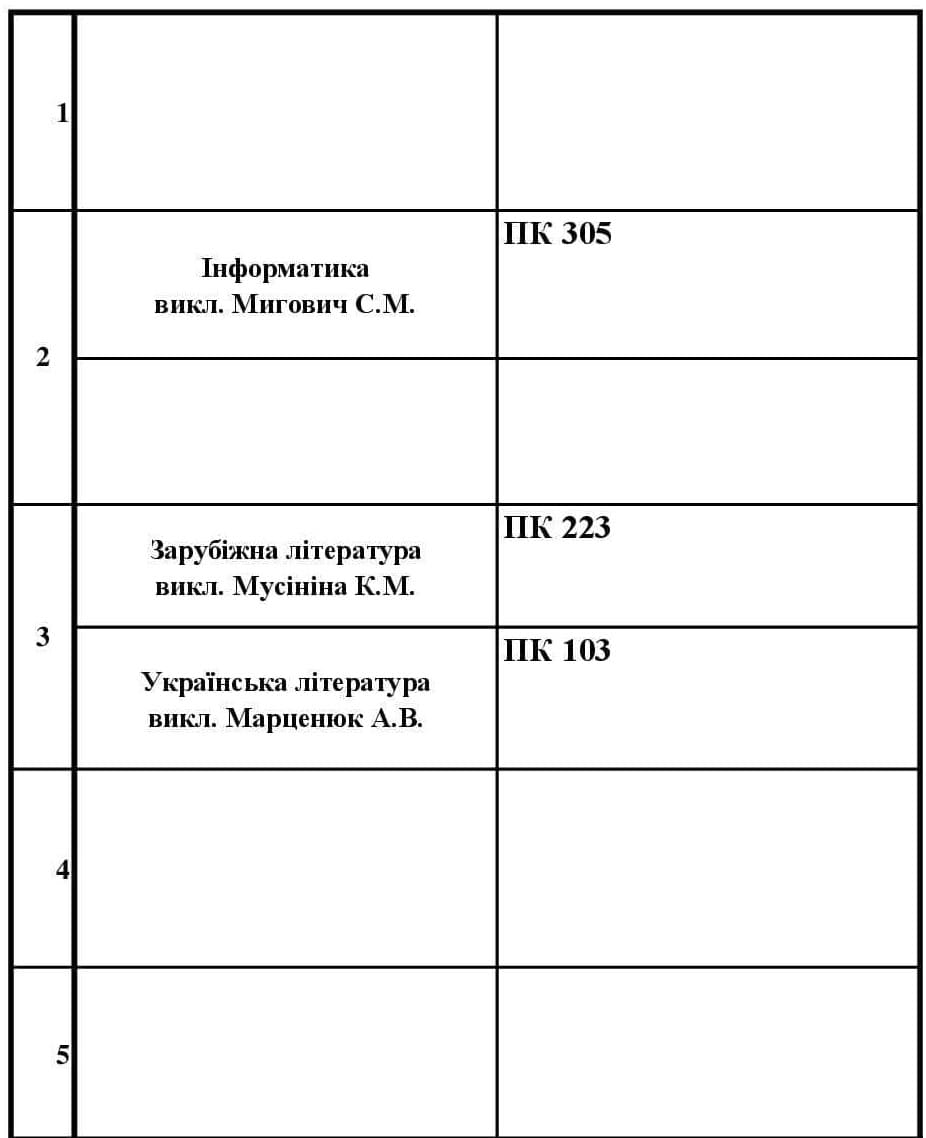 1
Інформатика
викл. Мигович С.М.
ПК 305
2
Зарубіжна література
викл. Мусініна К.М.
ПК 223
3
Українська література
викл. Марценюк А.В.
ПК 103
4
5